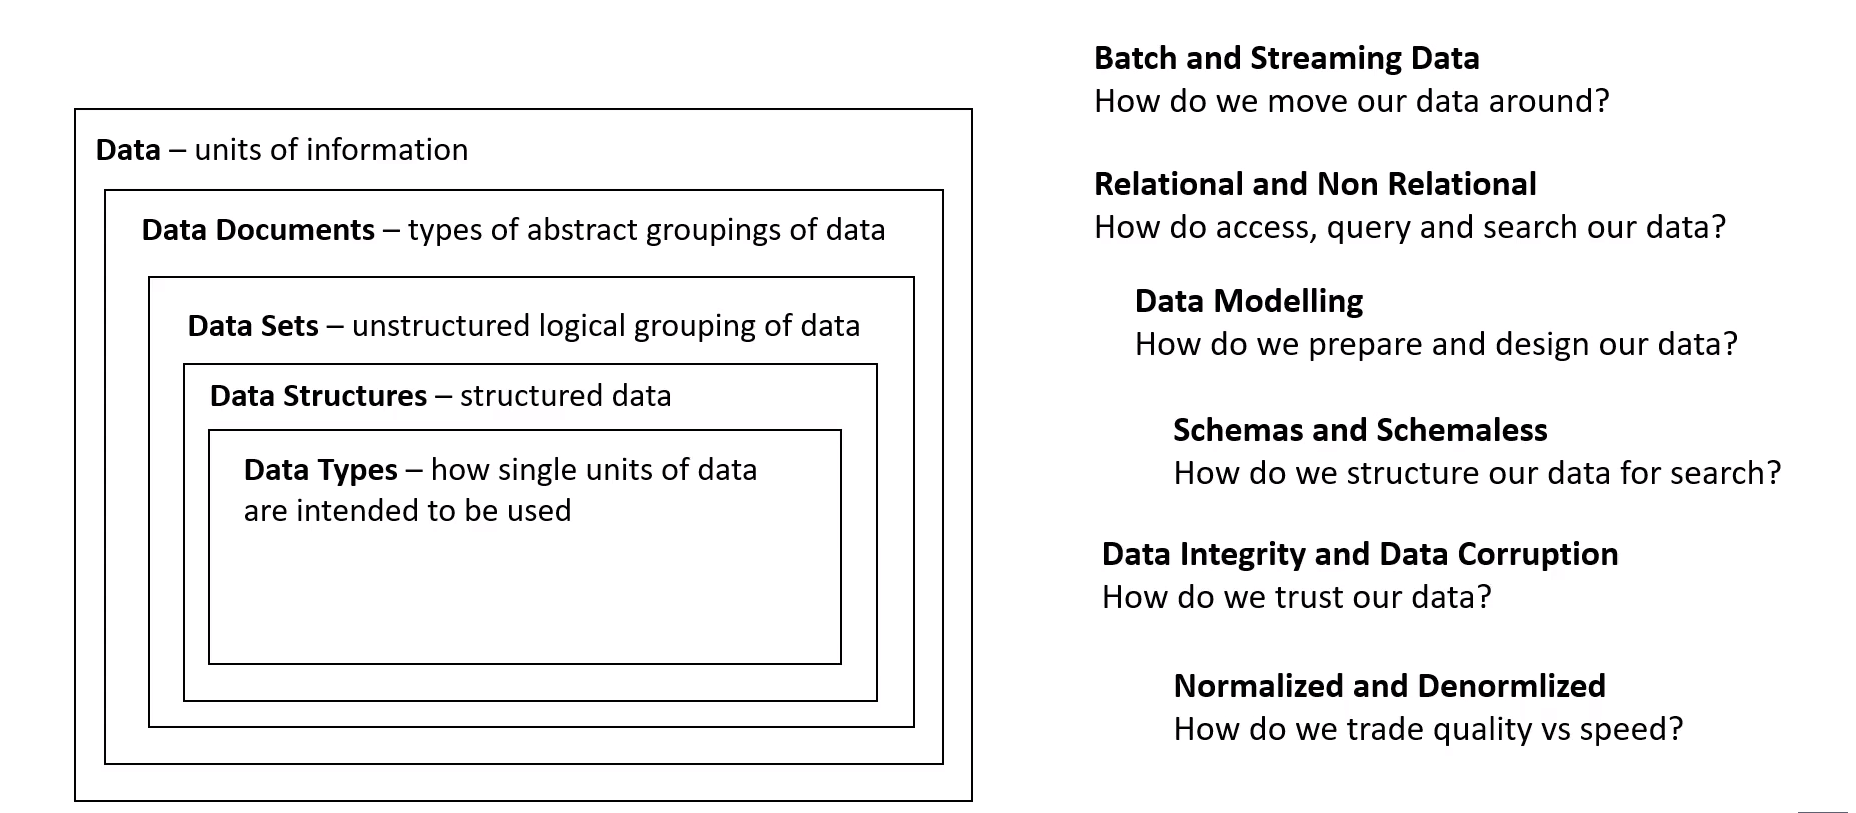 Data – units of information
Data Documents – types of abstract groupings of data
Data Sets – unstructured logical grouping of data
Data Structures – structured data
Data Types – how single units of data
are intended to be used
Batch and Streaming Data
How do we move our data around?
Relational and Non Relational
How do access, query and search our data?
Data Modelling
How do we prepare and design our data?
Schemas and Schemaless
How do we structure our data for search?
Data Integrity and Data Corruption
How do we trust our data?
Normalized and Denormlized
How do we trade quality vs speed?